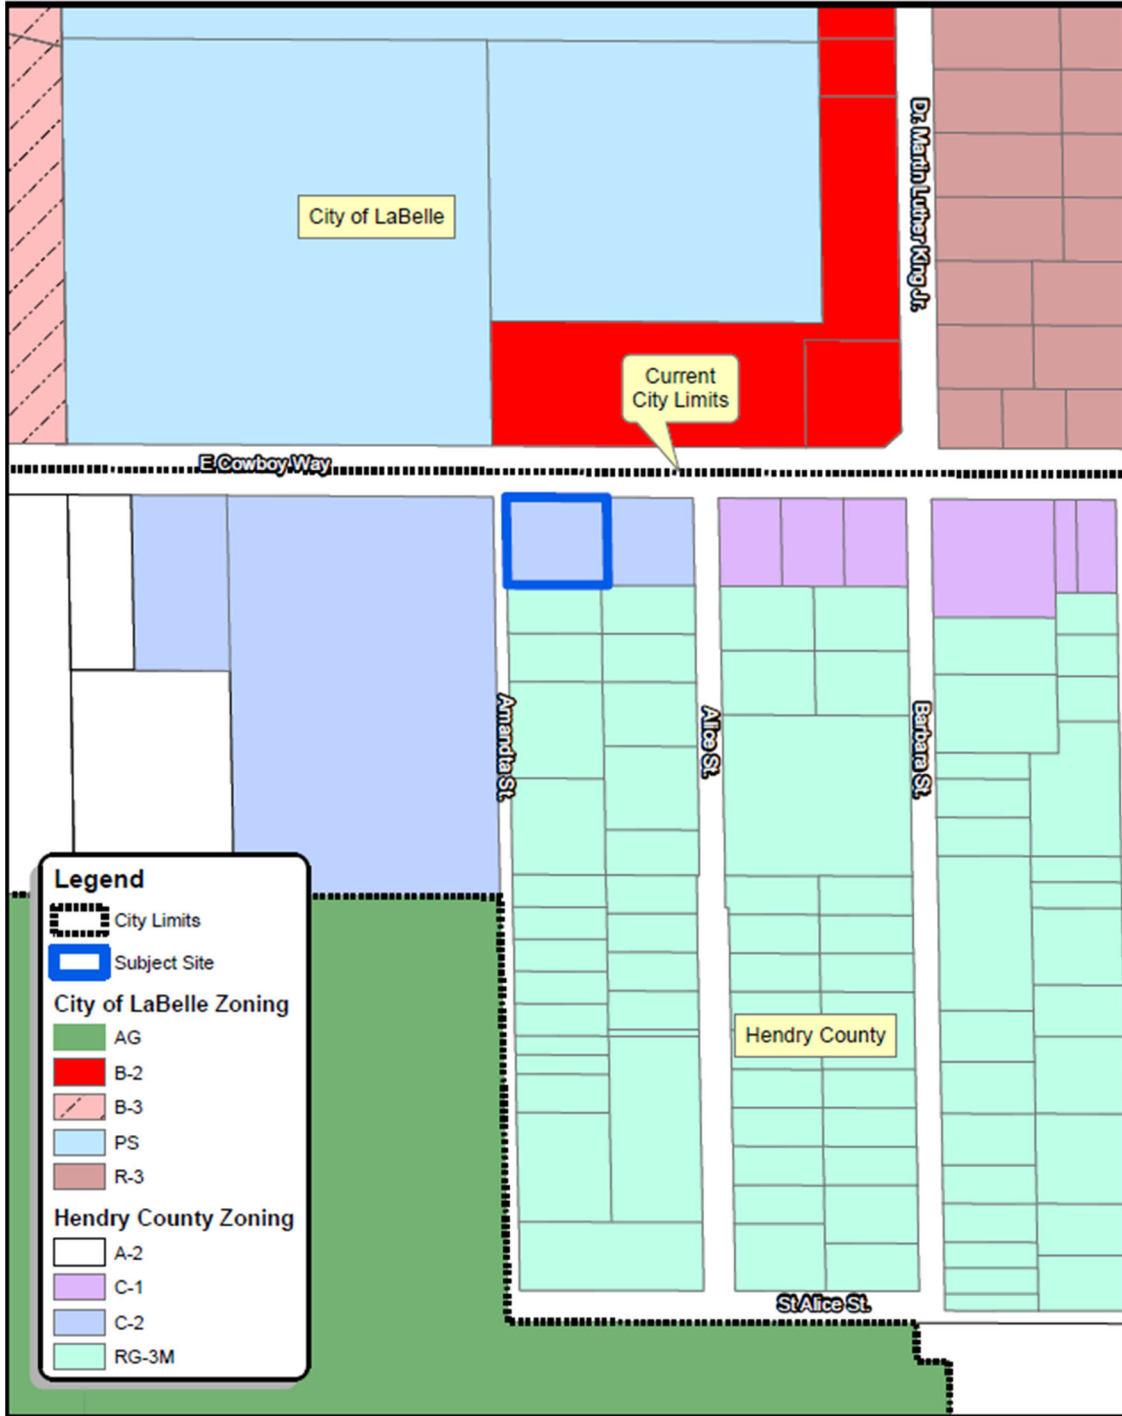 Dr. Martin Luther King Jr.
City of LaBelle
Current
City Limits
E Cowboy Way
Amandta St.
Alice St.
Barbara St.
Legend
City Limits
Subject Site
City of LaBelle Zoning
AG
B-2
B-3
PS
R-3
Hendry County Zoning
A-2
C-1
C-2
RG-3M
Hendry County
St Alice St.